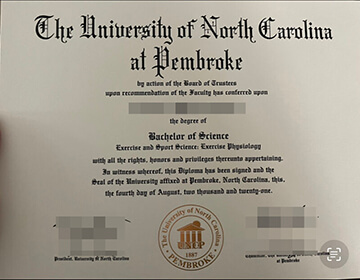 The University of North Carolina
at Pembroke
by action of the Board of Trustees
upon recommendation of the Faculty has conferred upon
the degree of
Bachelor of Science
Exercise and Sport Science: Exercise Physiology
with all the rights, honors and privileges thereunto appertaining.
In witness whereof, this Diploma has been signed and the
Seal of the University affixed at Pembroke, North Carolina, this,
the fourth day of August, two thousand and twenty-one.
The University of North Carolina
1887
PEMBROKE
President, University of North Carolina
at Pembroke